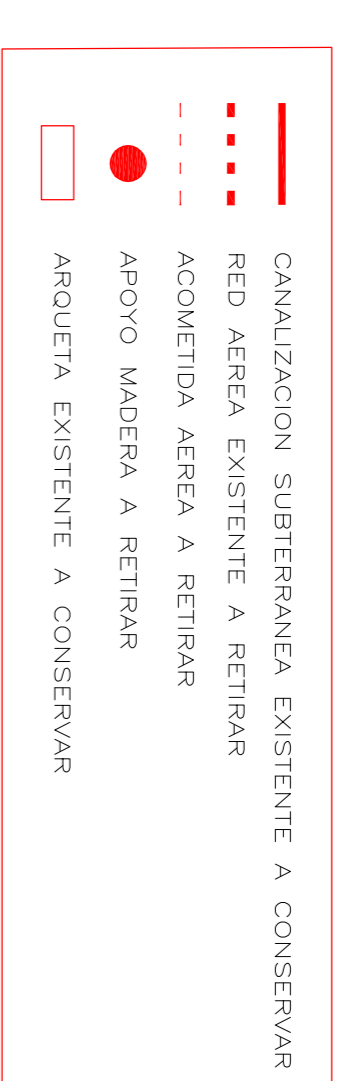 CANALIZACION SUBTERRANEA EXISTENTE A CONSERVAR
RED AEREA EXISTENTE A RETIRAR
ACOMETIDA AEREA A RETIRAR
APOYO MADERA A RETIRAR
ARQUETA EXISTENTE A CONSERVAR